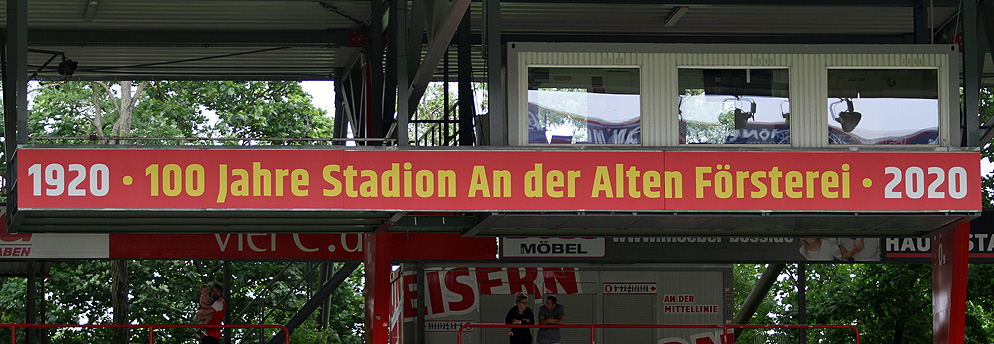 1920 · 100 Jahre Stadion An der Alten Försterei · 2020
MÖBEL
EISERN
AN DER
MITTELLINIE